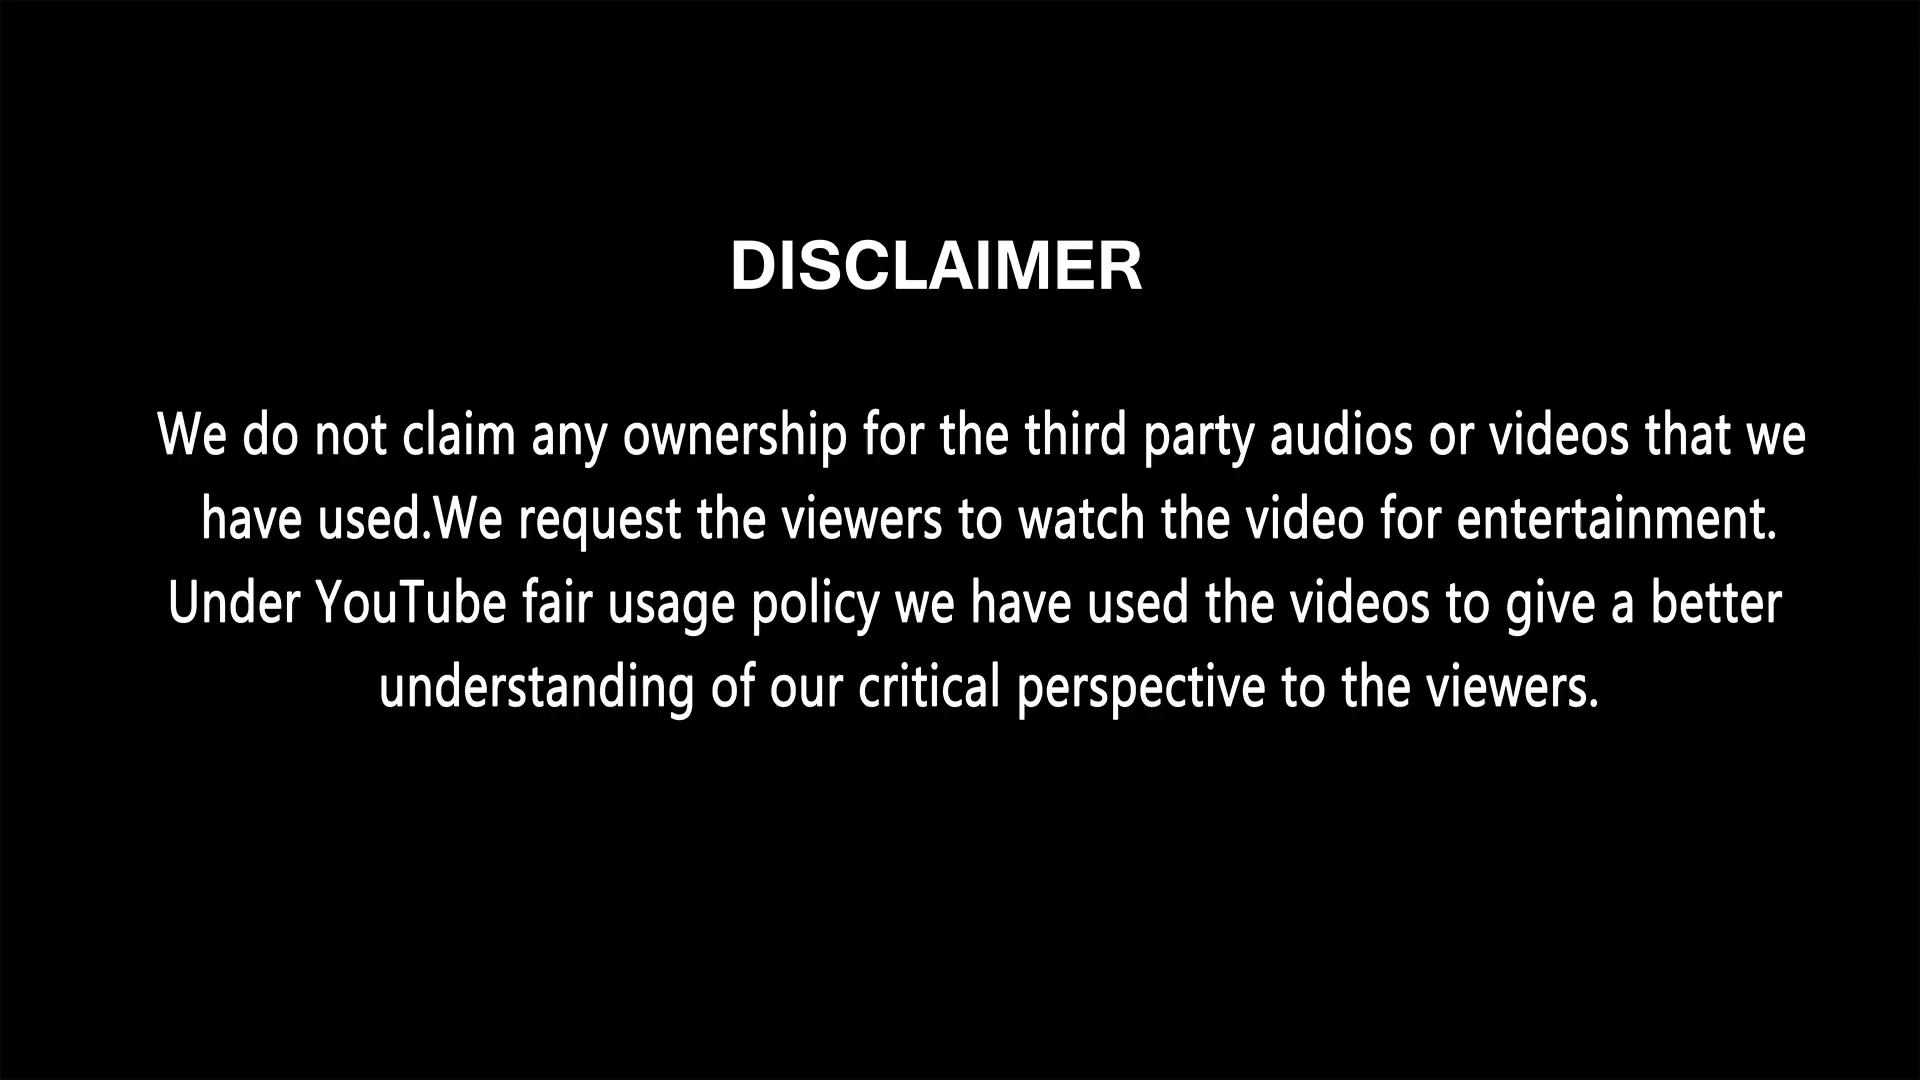 DISCLAIMER
We do not claim any ownership for the third party audios or videos that we
have used.We request the viewers to watch the video for entertainment.
Under YouTube fair usage policy we have used the videos to give a better
understanding of our critical perspective to the viewers.